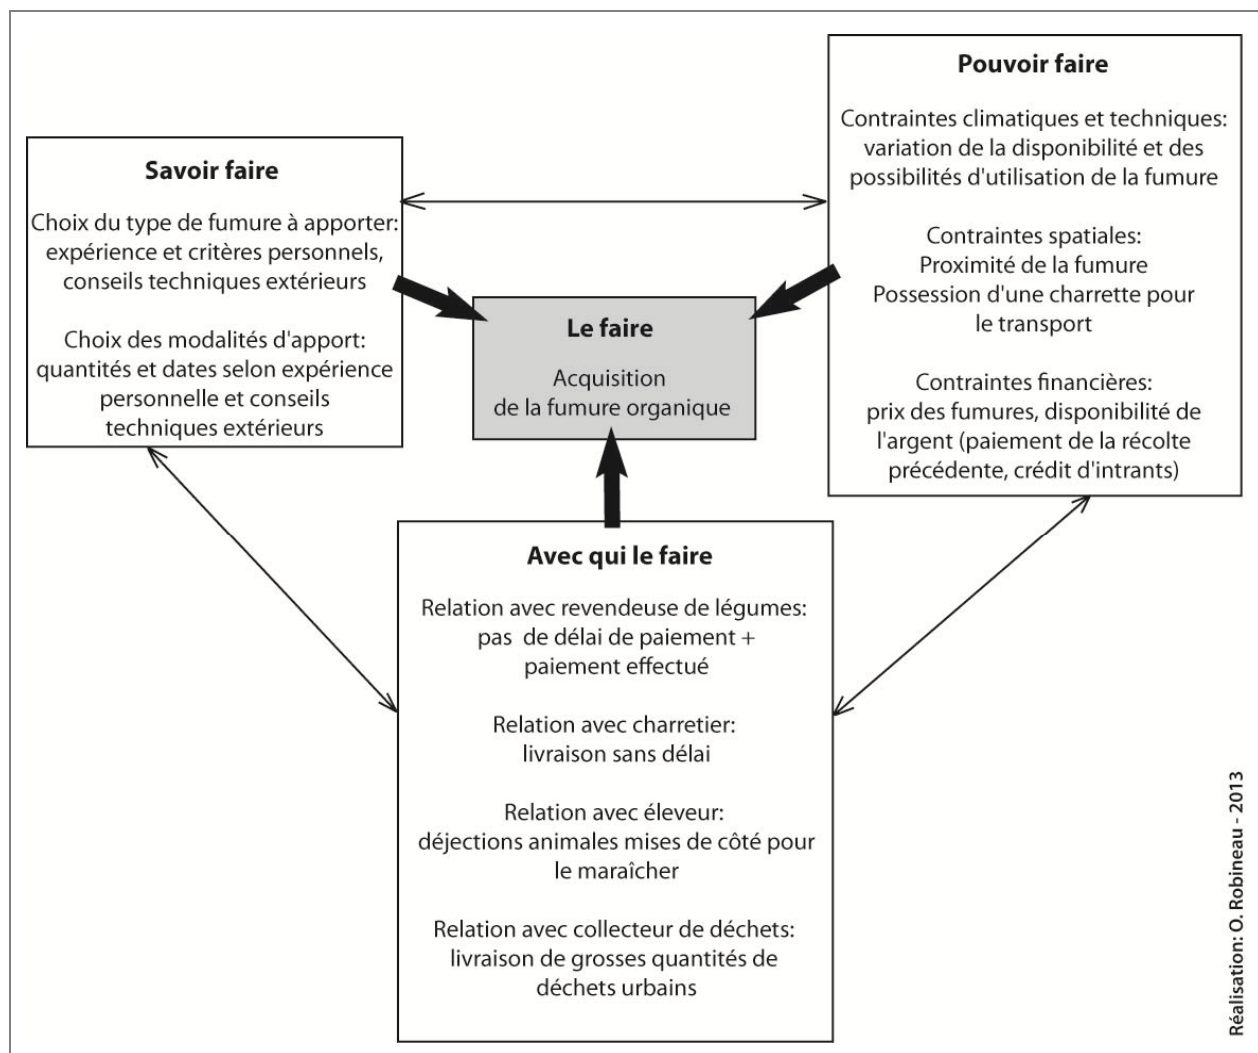 Savoir faire
Choix du type de fumure à apporter:
expérience et critères personnels,
conseils techniques extérieurs
Choix des modalités d'apport:
quantités et dates selon expérience
personnelle et conseils
techniques extérieurs
Pouvoir faire
Contraintes climatiques et techniques:
variation de la disponibilité et des
possibilités d'utilisation de la fumure
Contraintes spatiales:
Proximité de la fumure
Possession d'une charrette pour
le transport
Contraintes financières:
prix des fumures, disponibilité de
l'argent (paiement de la récolte
précédente, crédit d'intrants)
Le faire
Acquisition
de la fumure organique
Avec qui le faire
Relation avec revendeuse de légumes:
pas de délai de paiement +
paiement effectué
Relation avec charretier:
livraison sans délai
Relation avec éleveur:
déjections animales mises de côté pour
le maraîcher
Relation avec collecteur de déchets:
livraison de grosses quantités de
déchets urbains
Réalisation: O. Robineau - 2013